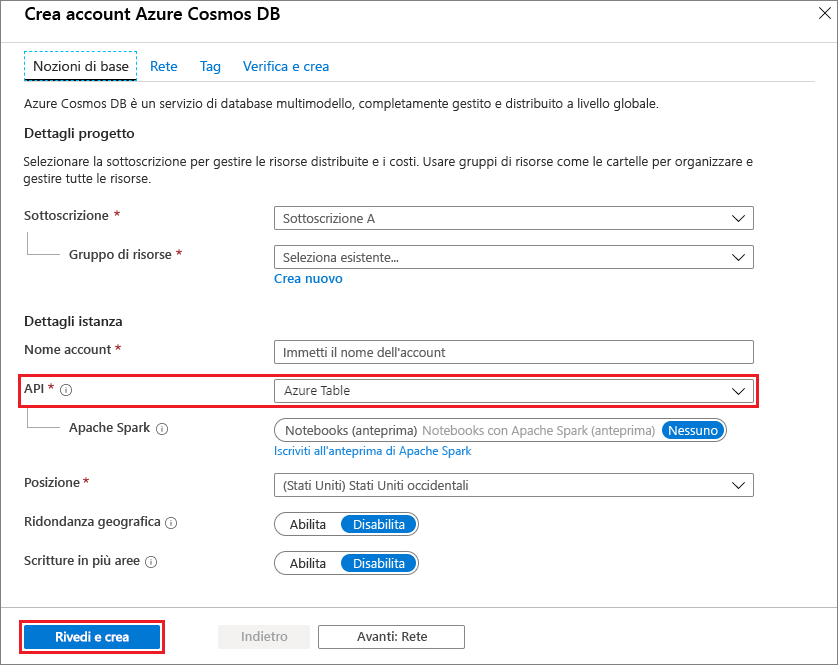 Crea account Azure Cosmos DB
Nozioni di base Rete Tag Verifica e crea
Azure Cosmos DB è un servizio di database multimodello, completamente gestito e distribuito a livello globale.
Dettagli progetto
Selezionare la sottoscrizione per gestire le risorse distribuite e i costi. Usare gruppi di risorse come le cartelle per organizzare e
gestire tutte le risorse.
Sottoscrizione * Sottoscrizione A
Gruppo di risorse * Seleziona esistente...
Crea nuovo
Dettagli istanza
Nome account * Immetti il nome dell'account
API * Azure Table
Apache Spark Notebooks (anteprima) Notebooks con Apache Spark (anteprima) Nessuno
Iscriviti all'anteprima di Apache Spark
Posizione * (Stati Uniti) Stati Uniti occidentali
Ridondanza geografica Abilita Disabilita
Scritture in più aree Abilita Disabilita
Rivedi e crea Indietro Avanti: Rete